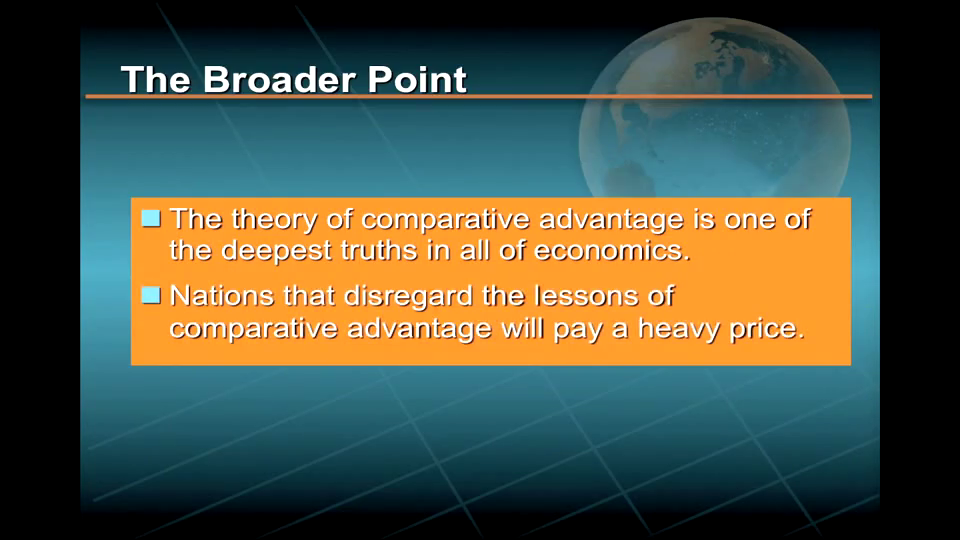 The Broader Point
The theory of comparative advantage is one of
the deepest truths in all of economics.
Nations that disregard the lessons of
comparative advantage will pay a heavy price.